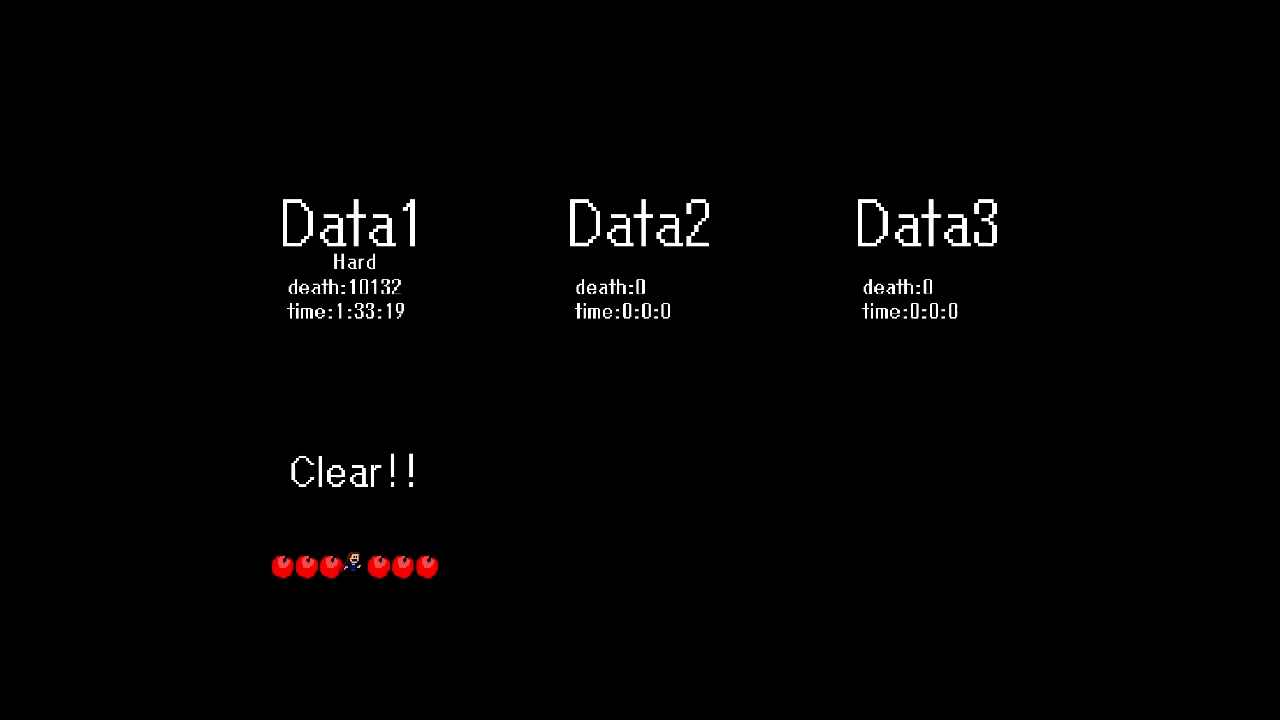 Data1
Hard
death:10132
time:1:33:19
Clear!!
Data2
death:0
time:0:0:0
Data3
death:0
time:0:0:0